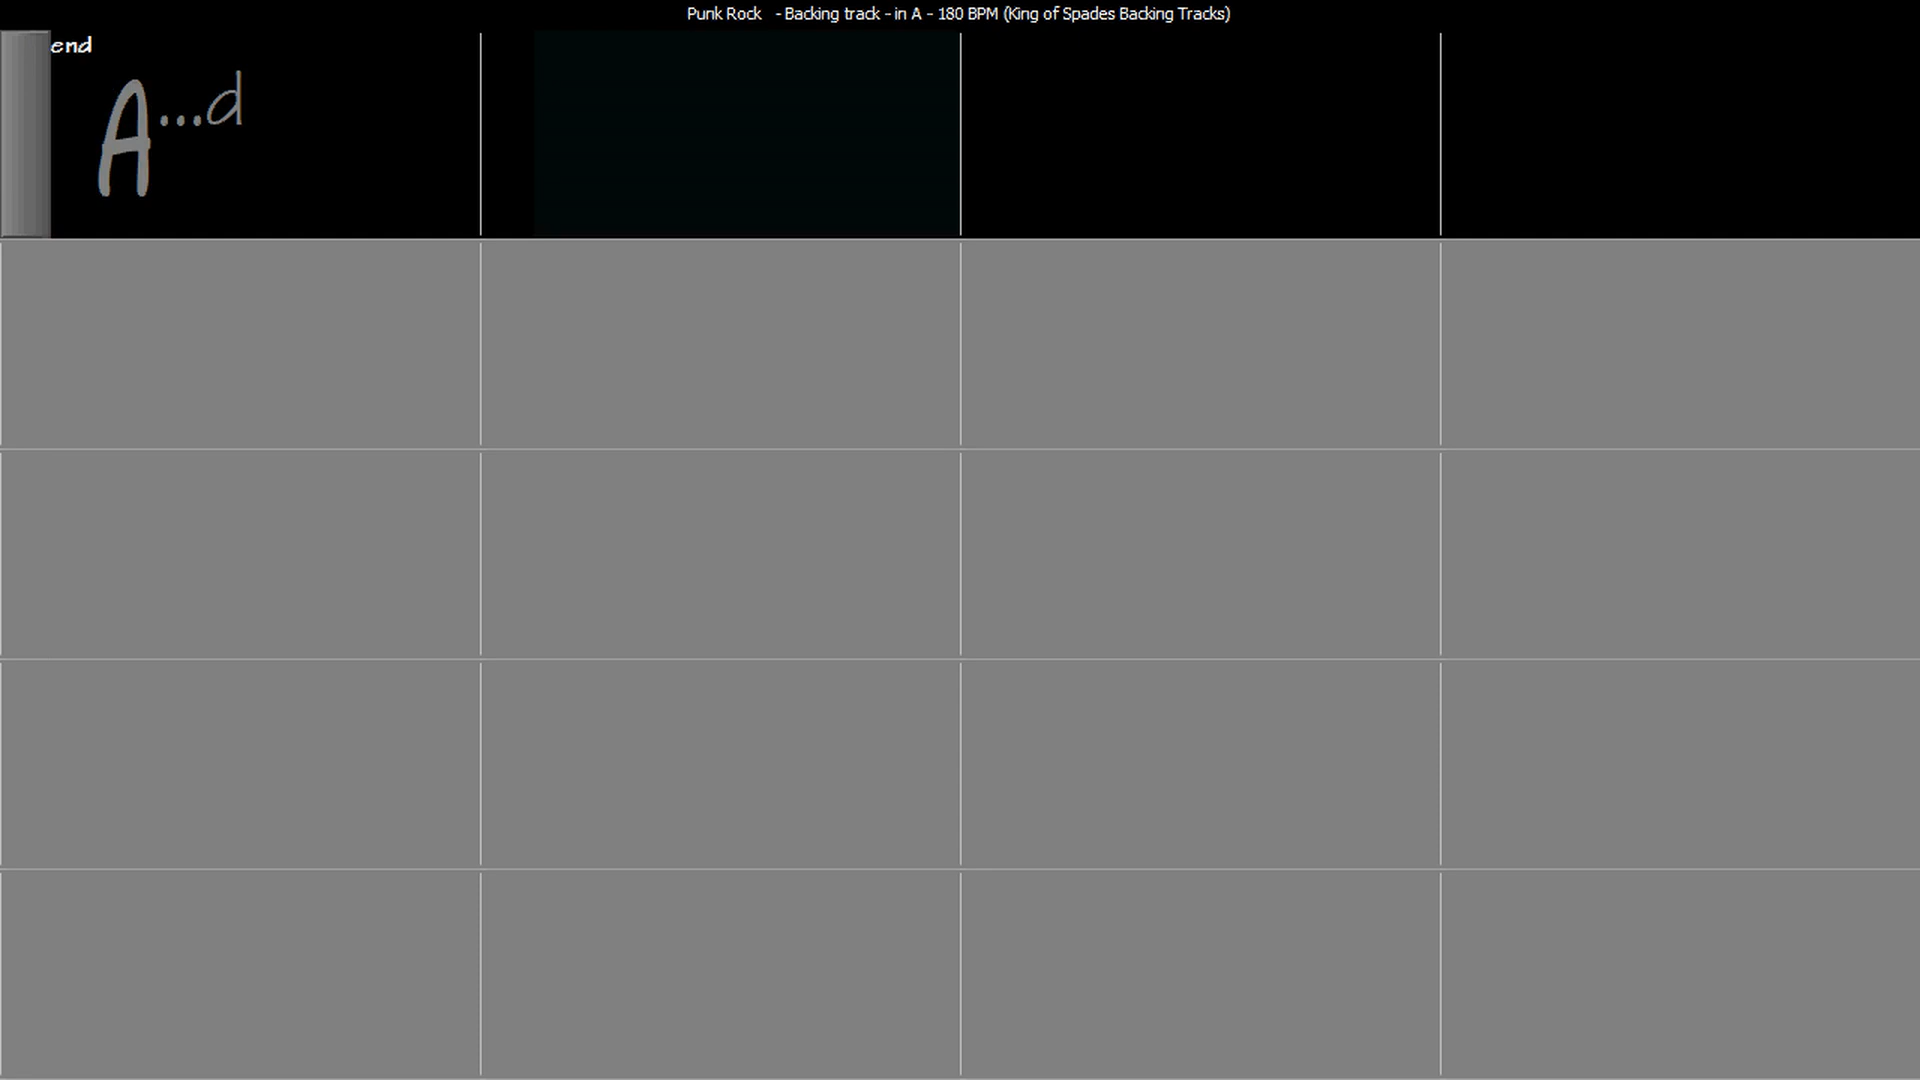 Punk Rock - Backing track - in A - 180 BPM (King of Spades Backing Tracks)
end
A...d